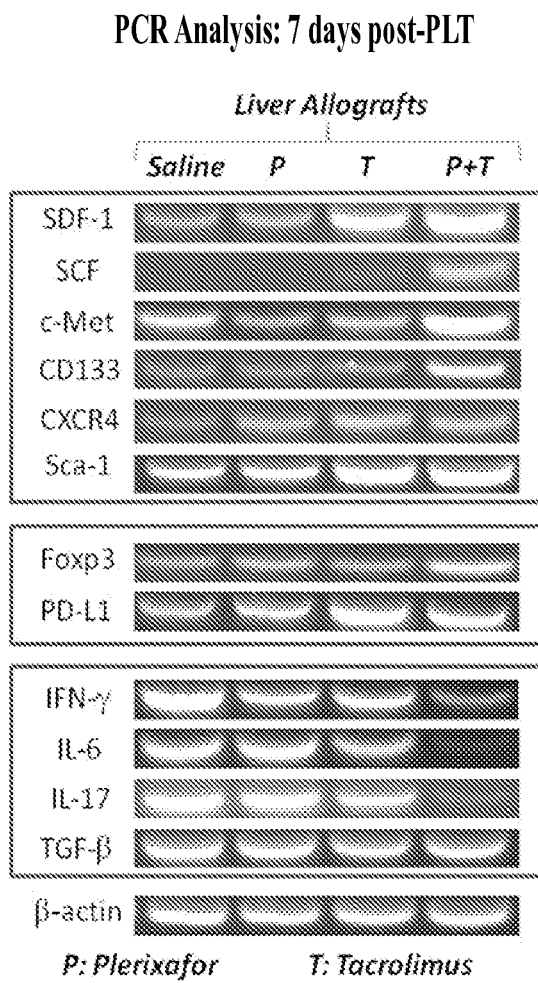 PCR Analysis: 7 days post-PLT
Liver Allografts
Saline P T P+T
SDF-1
SCF
c-Met
CD133
CXCR4
Sca-1
Foxp3
PD-L1
IFN-γ
IL-6
IL-17
TGF-β
β-actin
P: Plerixafor T: Tacrolimus